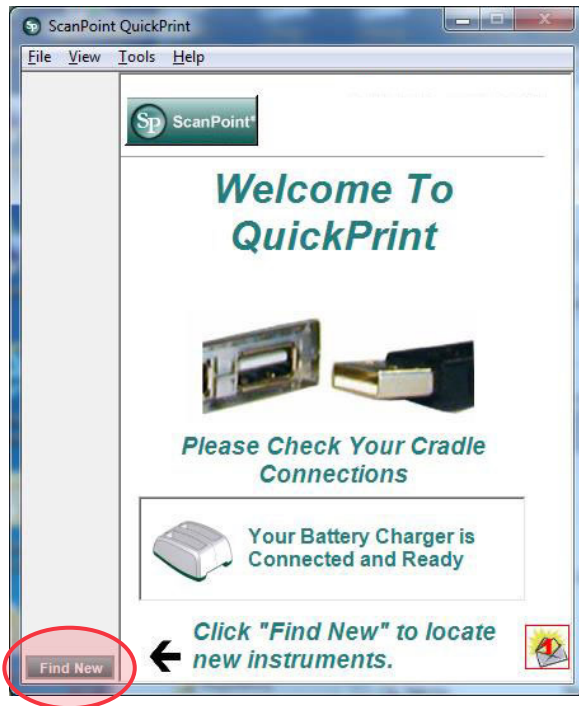 ScanPoint QuickPrint
File View Tools Help
Sp ScanPoint®
Welcome To
QuickPrint
Please Check Your Cradle
Connections
Your Battery Charger is
Connected and Ready
Click "Find New" to locate
new instruments.
Find New